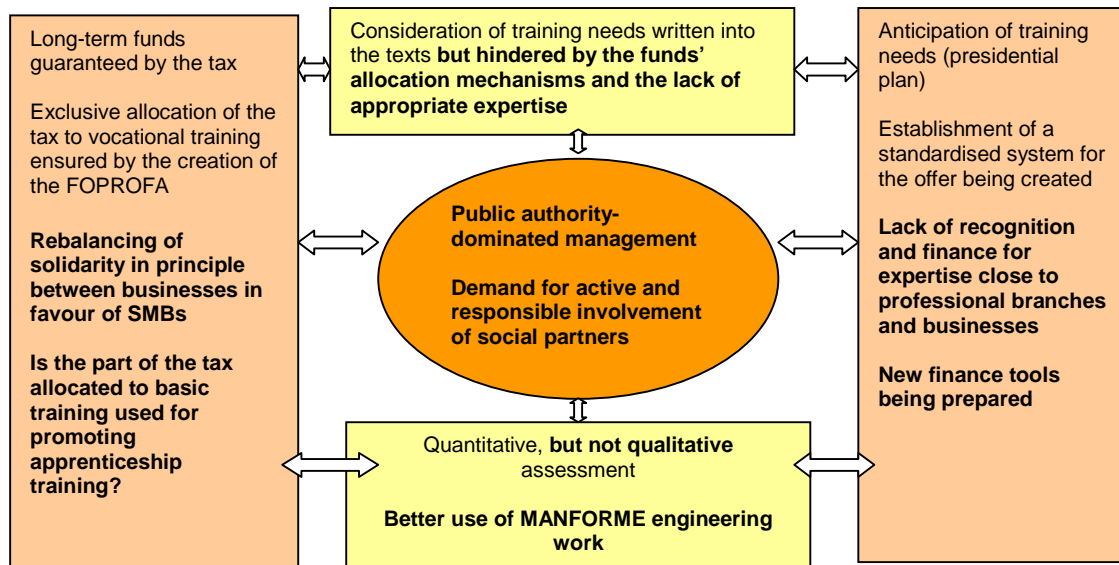 Long-term funds
guaranteed by the tax
Exclusive allocation of the
tax to vocational training
ensured by the creation of
the FOPROFA
Rebalancing of
solidarity in principle
between businesses in
favour of SMBs
Is the part of the tax
allocated to basic
training used for
promoting
apprenticeship
training?
Consideration of training needs written into
the texts but hindered by the funds'
allocation mechanisms and the lack of
appropriate expertise
Public authority-
dominated management
Demand for active and
responsible involvement
of social partners
Quantitative, but not qualitative
assessment
Better use of MANFORME engineering
work
Anticipation of training
needs (presidential
plan)
Establishment of a
standardised system for
the offer being created
Lack of recognition
and finance for
expertise close to
professional branches
and businesses
New finance tools
being prepared